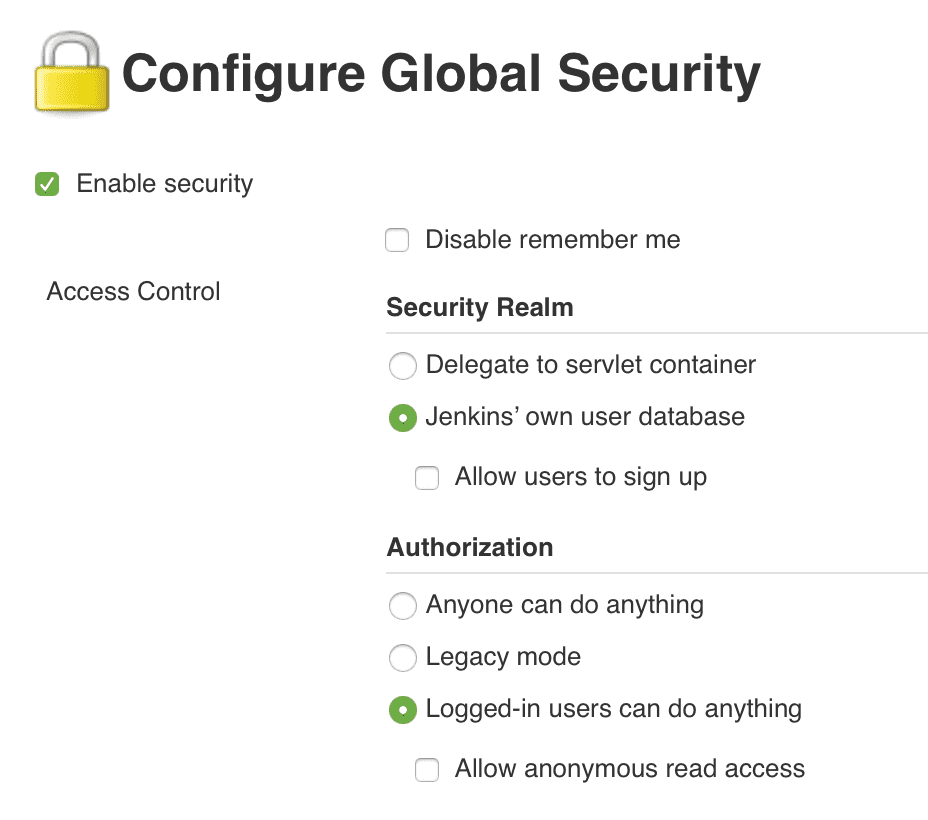 Configure Global Security
Enable security
Disable remember me
Access Control
Security Realm
Delegate to servlet container
Jenkins’ own user database
Allow users to sign up
Authorization
Anyone can do anything
Legacy mode
Logged-in users can do anything
Allow anonymous read access